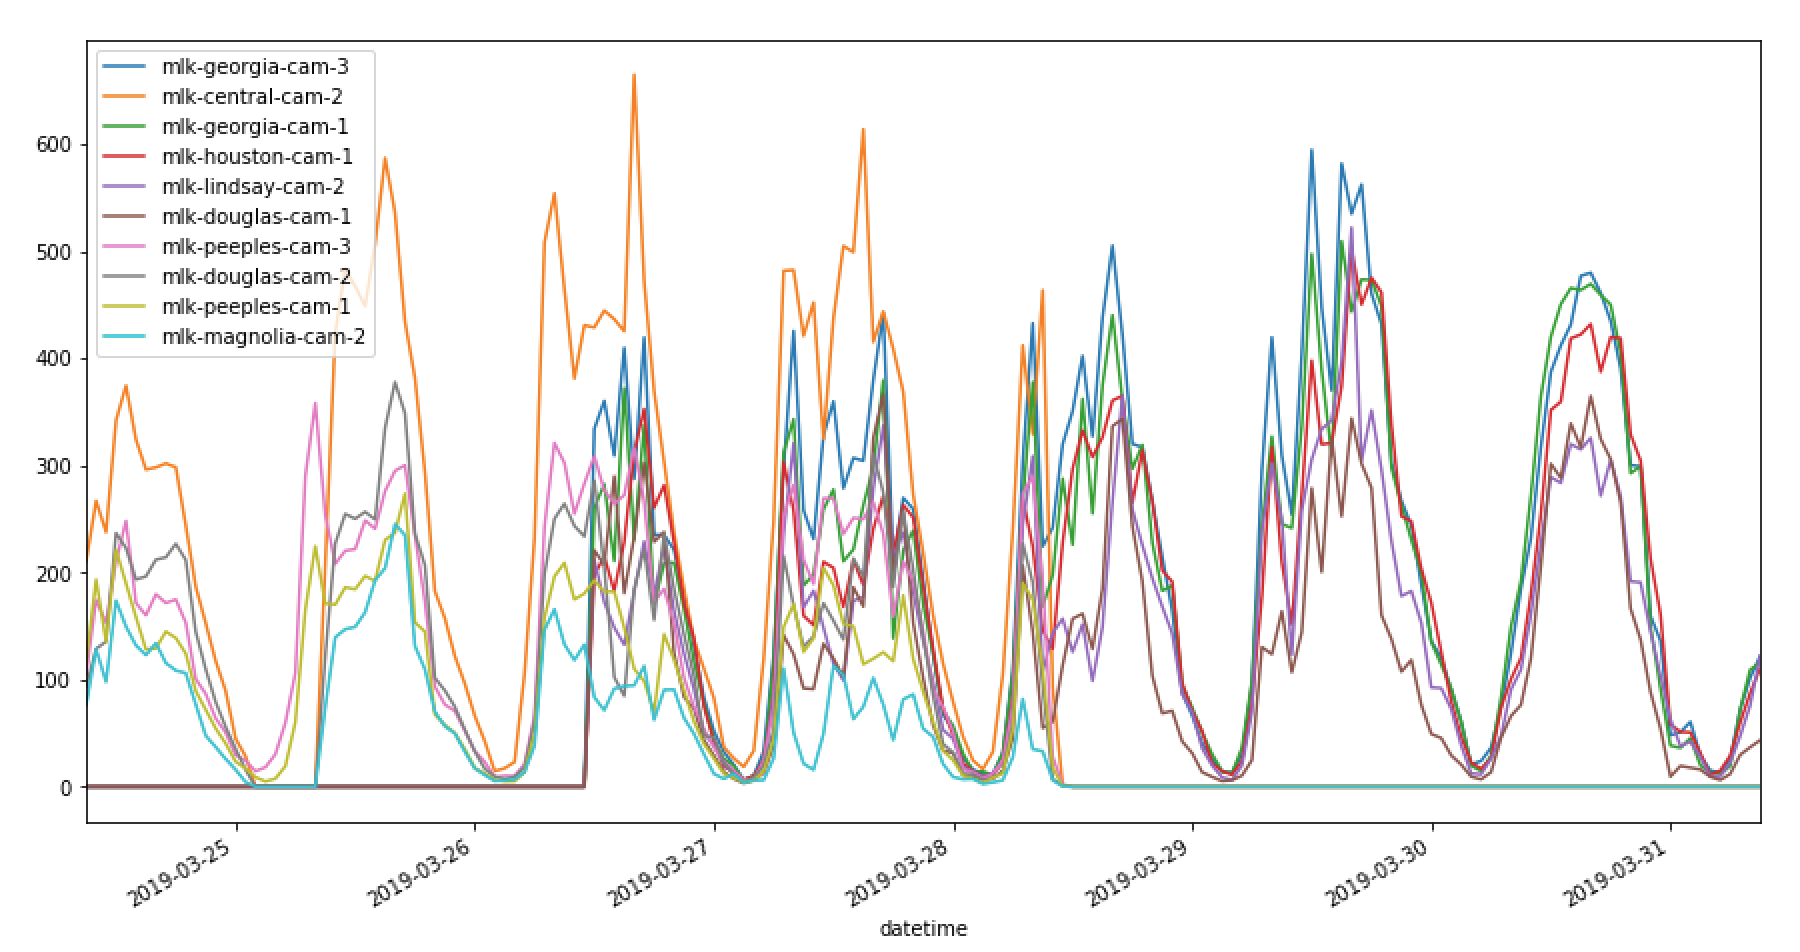 mlk-georgia-cam-3
mlk-central-cam-2
mlk-georgia-cam-1
mlk-houston-cam-1
mlk-lindsay-cam-2
mlk-douglas-cam-1
mlk-peeples-cam-3
mlk-douglas-cam-2
mlk-peeples-cam-1
mlk-magnolia-cam-2
600
500
400
300
200
100
0
2019-03-25
2019-03-26
2019-03-27
2019-03-28
2019-03-29
2019-03-30
2019-03-31
datetime